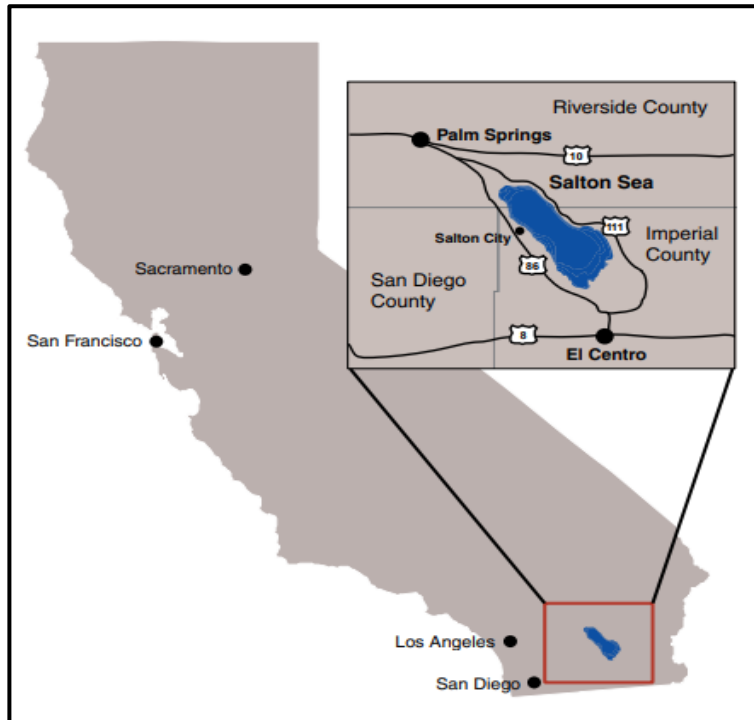 Riverside County
Palm Springs
10
Salton Sea
111
Salton City
Imperial
County
86
San Diego
County
8
El Centro
Sacramento
San Francisco
Los Angeles
San Diego